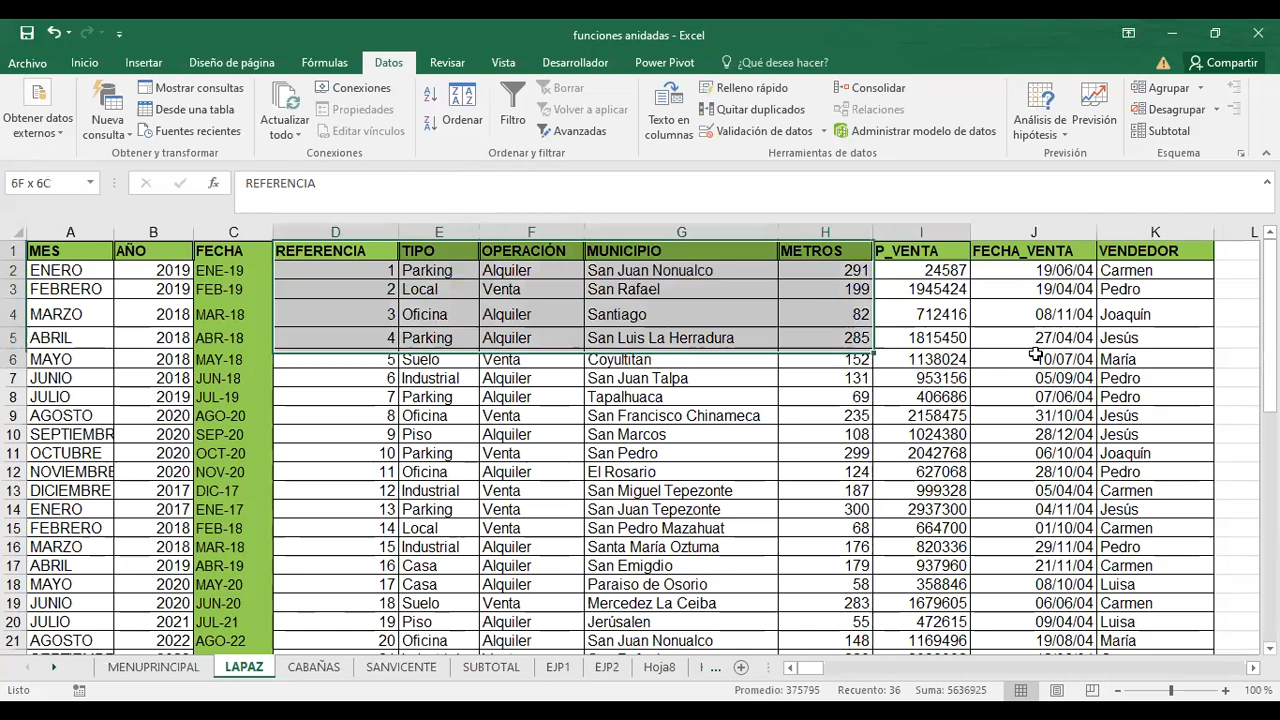 funciones anidadas - Excel
Archivo Inicio Insertar Diseño de página Fórmulas Datos Revisar Vista Desarrollador Power Pivot ¿Qué desea hacer? Compartir
Obtener datos externos
Nueva consulta
Mostrar consultas
Desde una tabla
Fuentes recientes
Obtener y transformar
Actualizar todo
Conexiones
Propiedades
Editar vínculos
Conexiones
Ordenar
Filtro
Borrar
Volver a aplicar
Avanzadas
Ordenar y filtrar
Texto en columnas
Relleno rápido
Quitar duplicados
Validación de datos
Consolidar
Relaciones
Administrar modelo de datos
Herramientas de datos
Análisis de hipótesis
Previsión
Previsión
Agrupar
Desagrupar
Subtotal
Esquema
6F x 6C fx REFERENCIA
A B C D E F G H I J K L
1 MES AÑO FECHA REFERENCIA TIPO OPERACIÓN MUNICIPIO METROS P_VENTA FECHA_VENTA VENDEDOR
2 ENERO 2019 ENE-19 1 Parking Alquiler San Juan Nonualco 291 24587 19/06/04 Carmen
3 FEBRERO 2019 FEB-19 2 Local Venta San Rafael 199 1945424 19/04/04 Pedro
4 MARZO 2018 MAR-18 3 Oficina Alquiler Santiago 82 712416 08/11/04 Joaquín
5 ABRIL 2018 ABR-18 4 Parking Alquiler San Luis La Herradura 285 1815450 27/04/04 Jesús
6 MAYO 2018 MAY-18 5 Suelo Venta Coyultitan 152 1138024 10/07/04 María
7 JUNIO 2018 JUN-18 6 Industrial Alquiler San Juan Talpa 131 953156 05/09/04 Pedro
8 JULIO 2019 JUL-19 7 Parking Alquiler Tapalhuaca 69 406686 07/06/04 Pedro
9 AGOSTO 2020 AGO-20 8 Oficina Venta San Francisco Chinameca 235 2158475 31/10/04 Jesús
10 SEPTIEMBR 2020 SEP-20 9 Piso Alquiler San Marcos 108 1024380 28/12/04 Jesús
11 OCTUBRE 2020 OCT-20 10 Parking Alquiler San Pedro 299 2042768 06/10/04 Joaquín
12 NOVIEMBRE 2020 NOV-20 11 Oficina Alquiler El Rosario 124 627068 28/10/04 Pedro
13 DICIEMBRE 2017 DIC-17 12 Industrial Venta San Miguel Tepezonte 187 999328 05/04/04 Carmen
14 ENERO 2018 ENE-17 13 Parking Alquiler San Juan Tepezonte 300 2937300 04/11/04 Jesús
15 FEBRERO 2018 FEB-18 14 Local Venta San Pedro Mazahuat 68 664700 01/10/04 Carmen
16 MARZO 2018 MAR-18 15 Industrial Alquiler Santa María Oztuma 176 820336 29/11/04 Pedro
17 ABRIL 2018 ABR-19 16 Casa Alquiler San Emigdio 179 937960 21/11/04 Carmen
18 MAYO 2020 MAY-20 17 Casa Alquiler Paraiso de Osorio 64 358846 08/10/04 Luisa
19 JUNIO 2020 JUN-20 18 Suelo Venta Mercedez La Ceiba 283 1679605 06/06/04 Carmen
20 JULIO 2021 JUL-21 19 Piso Alquiler Jerúsalen 55 472615 09/04/04 Luisa
21 AGOSTO 2022 AGO-22 20 Oficina Alquiler San Juan Nonualco 148 1169496 19/08/04 María
MENUPRINCIPAL LAPAZ CABAÑAS SANVICENTE SUBTOTAL EJP1 EJP2 Hoja8 ...
Listo Promedio: 375795 Recuento: 36 Suma: 5636925 100 %